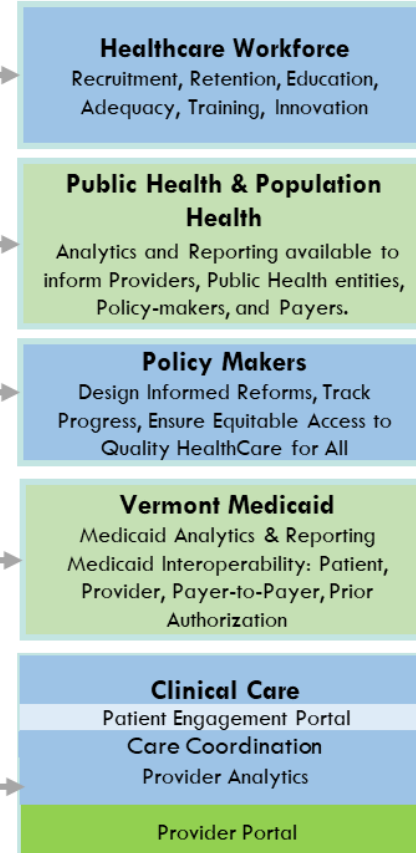 Healthcare Workforce
Recruitment, Retention, Education,
Adequacy, Training, Innovation
Public Health & Population
Health
Analytics and Reporting available to
inform Providers, Public Health entities,
Policy-makers, and Payers.
Policy Makers
Design Informed Reforms, Track
Progress, Ensure Equitable Access to
Quality HealthCare for All
Vermont Medicaid
Medicaid Analytics & Reporting
Medicaid Interoperability: Patient,
Provider, Payer-to-Payer, Prior
Authorization
Clinical Care
Patient Engagement Portal
Care Coordination
Provider Analytics
Provider Portal